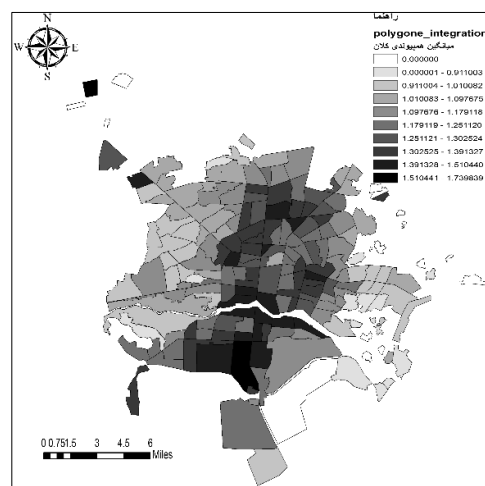 راهنما
polygone_integration
میانگین همپیوندی کلان
0.000000
0.000001 - 0.911003
0.911004 - 1.010082
1.010083 - 1.097675
1.097676 - 1.179118
1.179119 - 1.251120
1.251121 - 1.302524
1.302525 - 1.391327
1.391328 - 1.510440
1.510441 - 1.739839
N
W E
S
0 0.75 1.5 3 4.5 6
Miles